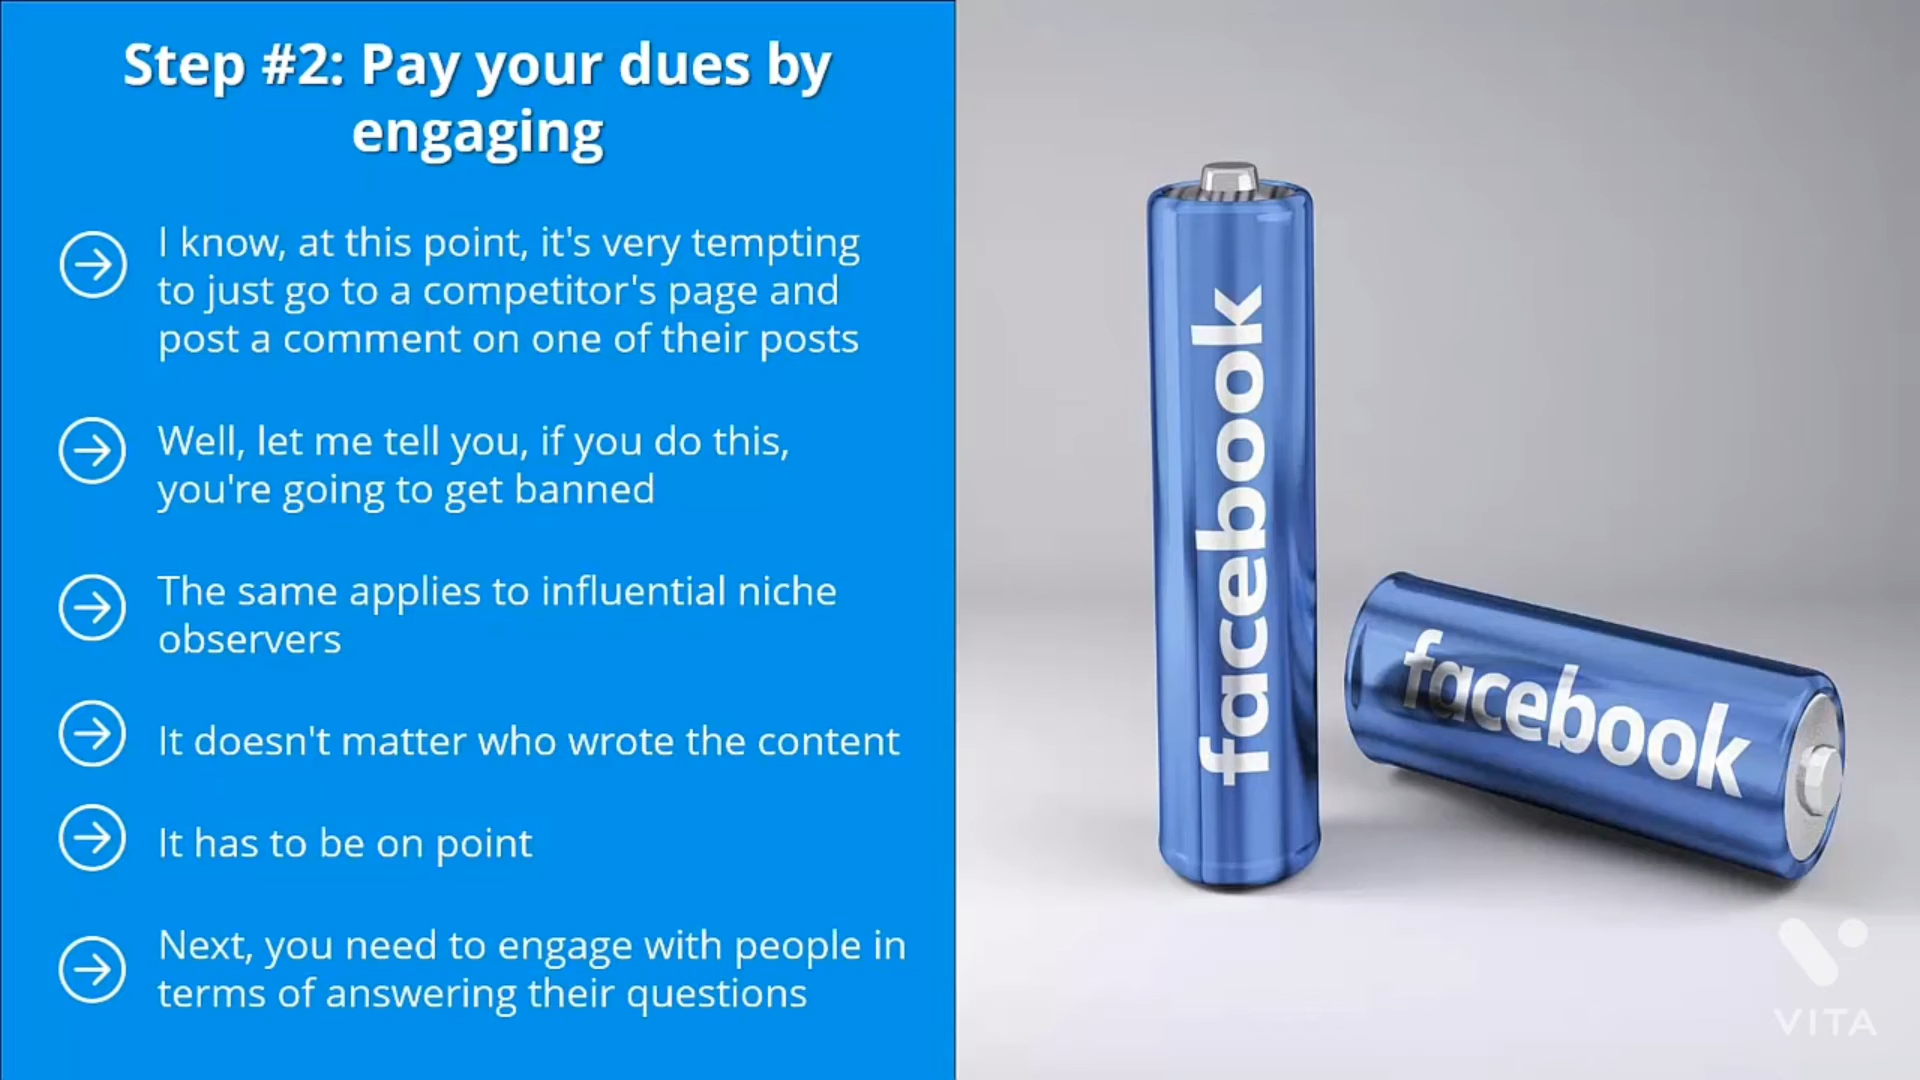 Step #2: Pay your dues by
engaging
I know, at this point, it's very tempting
to just go to a competitor's page and
post a comment on one of their posts
Well, let me tell you, if you do this,
you're going to get banned
The same applies to influential niche
observers
It doesn't matter who wrote the content
It has to be on point
Next, you need to engage with people in
terms of answering their questions
facebook
facebook
VITA